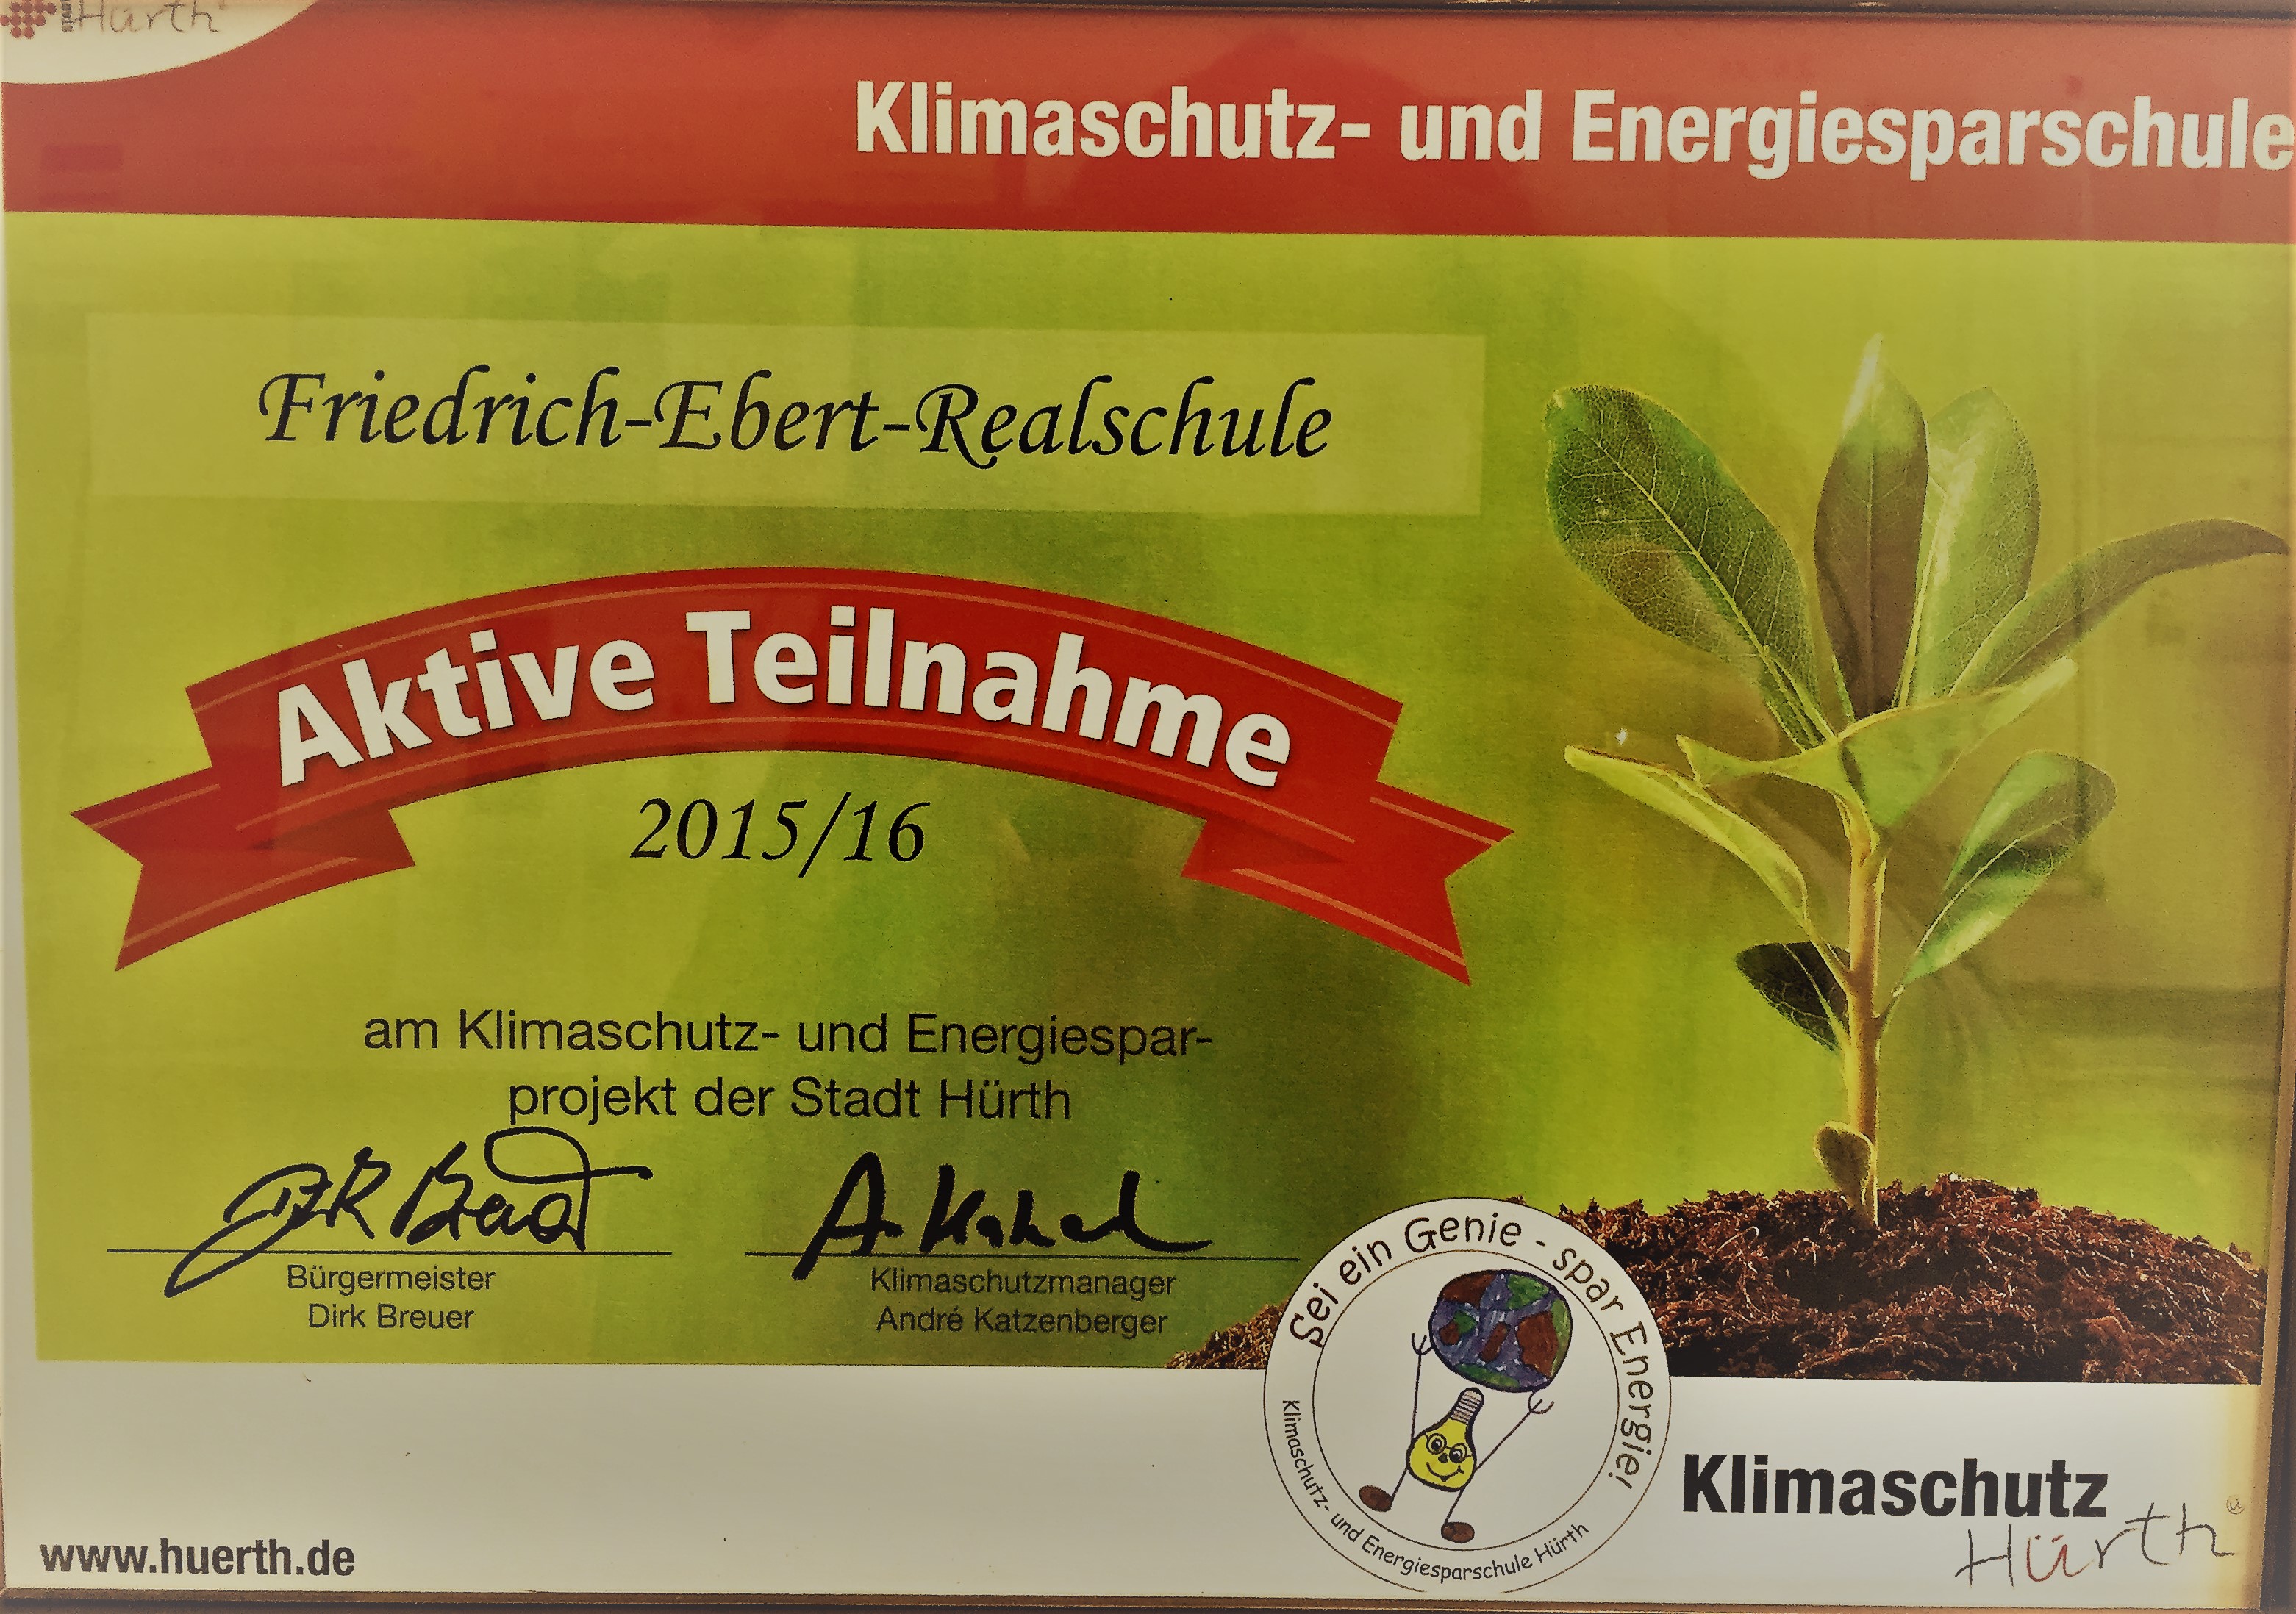 STADT Hürth
Klimaschutz- und Energiesparschule
Friedrich-Ebert-Realschule
Aktive Teilnahme
2015/16
am Klimaschutz- und Energiespar-
projekt der Stadt Hürth
Bürgermeister
Dirk Breuer
Klimaschutzmanager
André Katzenberger
Sei ein Genie - spar Energie!
Klimaschutz- und Energiesparschule Hürth
Klimaschutz
Hürth
www.huerth.de